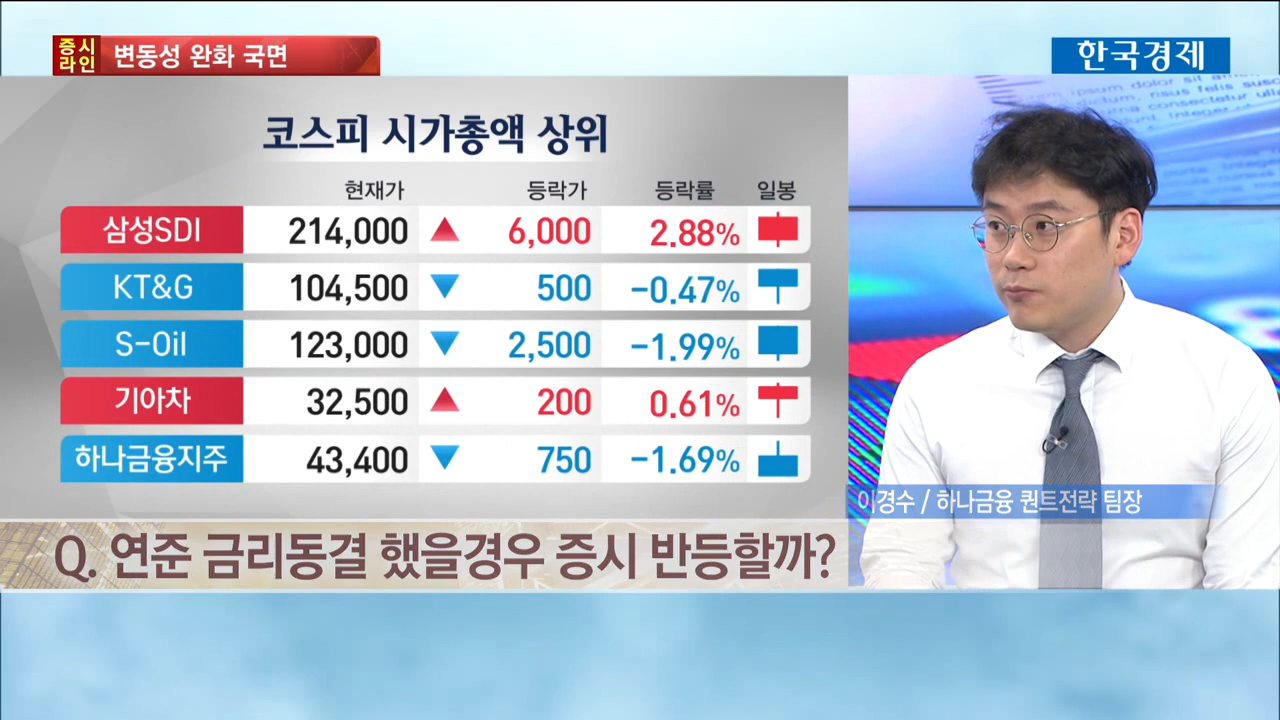 증시
라인
변동성 완화 국면
한국경제
코스피 시가총액 상위
현재가 등락가 등락률 일봉
삼성SDI 214,000 ▲ 6,000 2.88%
KT&G 104,500 ▼ 500 -0.47%
S-Oil 123,000 ▼ 2,500 -1.99%
기아차 32,500 ▲ 200 0.61%
하나금융지주 43,400 ▼ 750 -1.69%
이경수 / 하나금융 퀀트전략 팀장
Q. 연준 금리동결 했을경우 증시 반등할까?